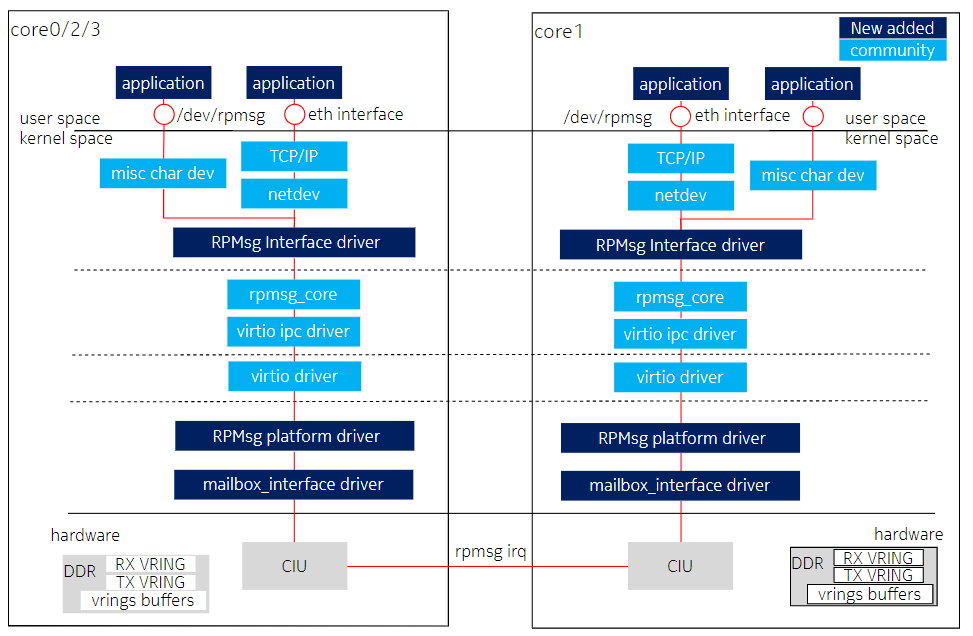 core0/2/3
application
application
/dev/rpmsg
eth interface
user space
kernel space
TCP/IP
misc char dev
netdev
RPMsg Interface driver
rpmsg_core
virtio ipc driver
virtio driver
RPMsg platform driver
mailbox_interface driver
hardware
DDR
RX VRING
TX VRING
vrings buffers
CIU
rpmsg irq
core1
New added
community
application
application
/dev/rpmsg
eth interface
user space
kernel space
TCP/IP
misc char dev
netdev
RPMsg Interface driver
rpmsg_core
virtio ipc driver
virtio driver
RPMsg platform driver
mailbox_interface driver
hardware
CIU
DDR
RX VRING
TX VRING
vrings buffers